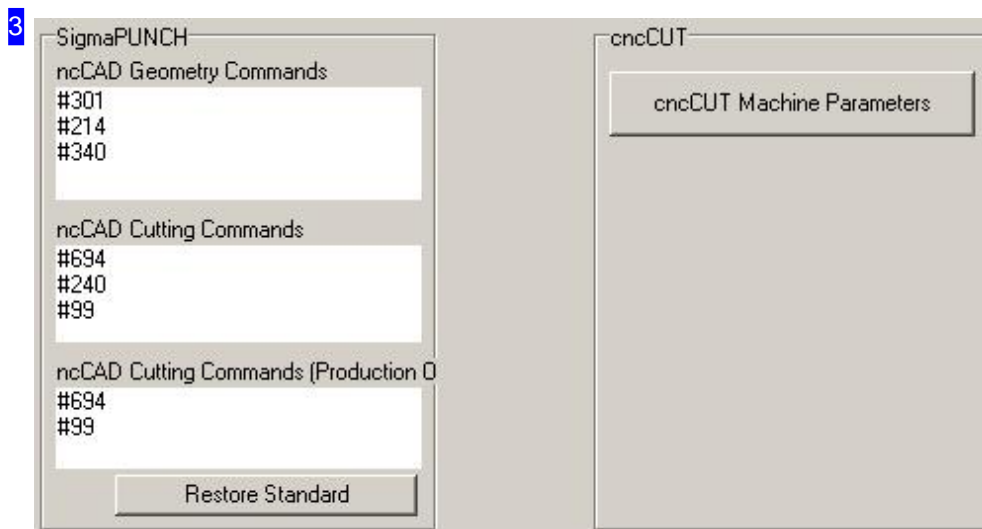 3
SigmaPUNCH
ncCAD Geometry Commands
#301
#214
#340
ncCAD Cutting Commands
#694
#240
#99
ncCAD Cutting Commands (Production O
#694
#99
Restore Standard
cncCUT
cncCUT Machine Parameters